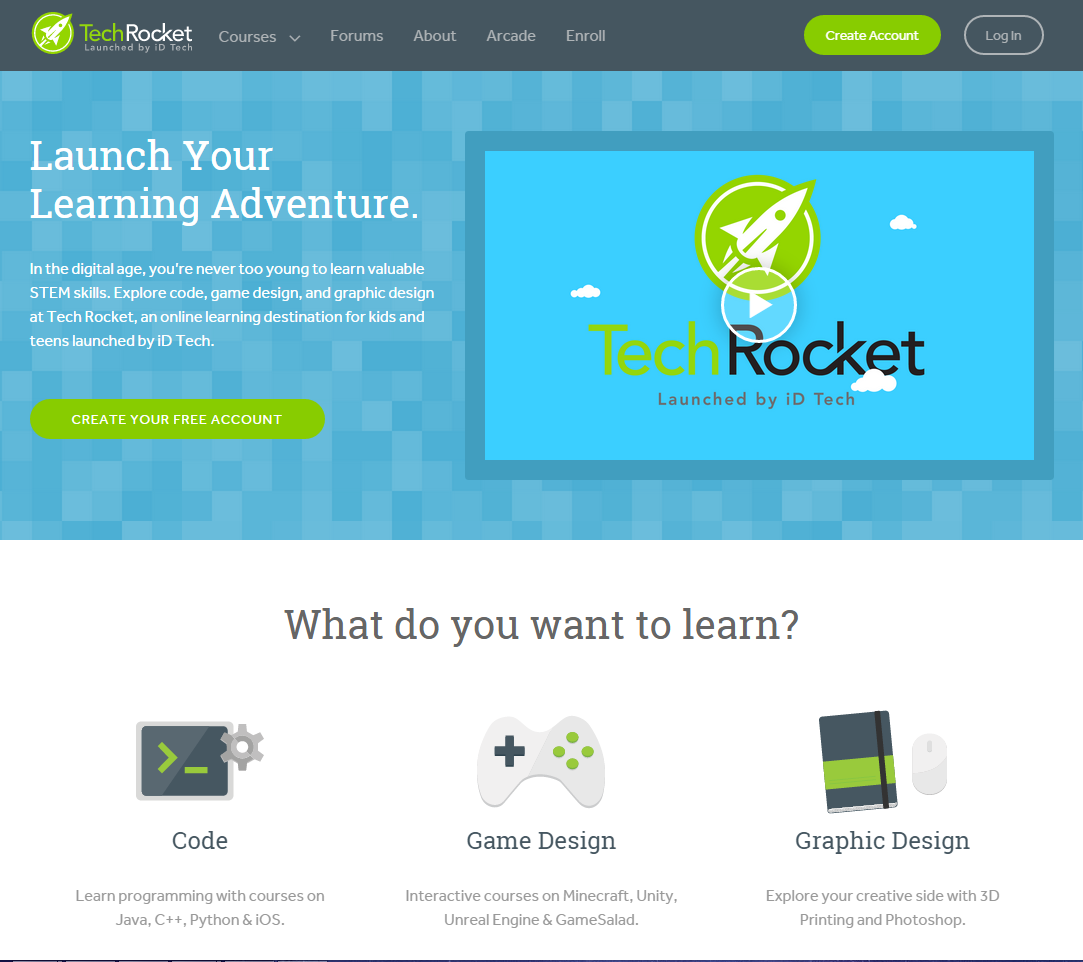 TechRocket
Launched by iD Tech
Courses
Forums
About
Arcade
Enroll
Create Account
Log In
Launch Your
Learning Adventure.
In the digital age, you're never too young to learn valuable
STEM skills. Explore code, game design, and graphic design
at Tech Rocket, an online learning destination for kids and
teens launched by iD Tech.
CREATE YOUR FREE ACCOUNT
TechRocket
Launched by iD Tech
What do you want to learn?
Code
Learn programming with courses on
Java, C++, Python & iOS.
Game Design
Interactive courses on Minecraft, Unity,
Unreal Engine & GameSalad.
Graphic Design
Explore your creative side with 3D
Printing and Photoshop.